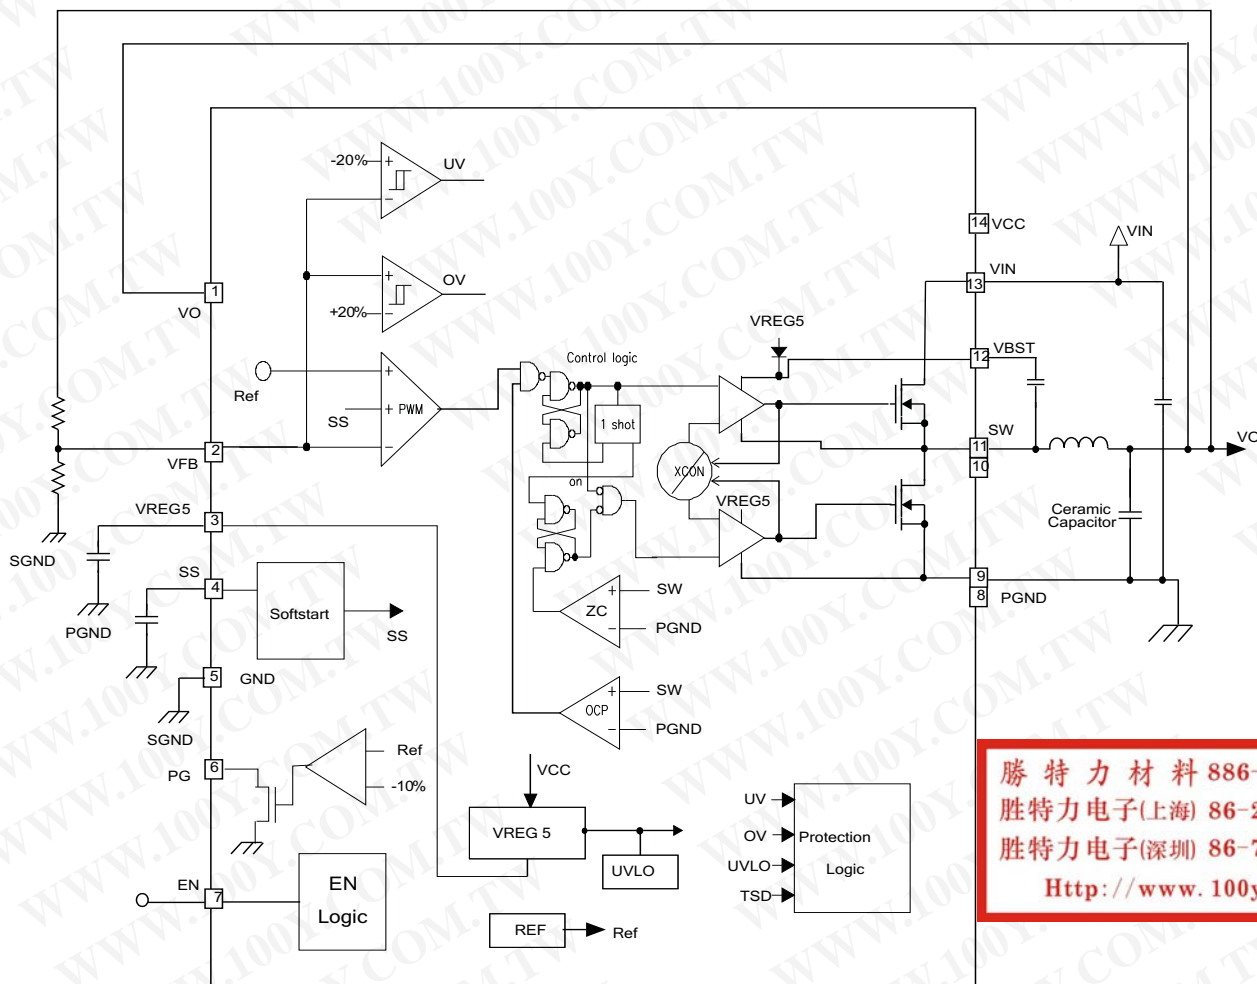 -20%
+
UV
-
+
OV
+20%
-
14
VCC
VIN
VIN
13
1
VO
VREG5
VBST
12
Control logic
Ref
+
+
PWM
SS
-
1 shot
SW
11
10
VO
2
VFB
XCON
on
VREG5
VREG5
3
Ceramic
Capacitor
SGND
SS
4
PGND
Softstart
SS
ZC
+
SW
-
PGND
9
8
PGND
5
GND
SGND
OCP
+
SW
-
PGND
PG
6
Ref
-10%
VCC
VREG 5
UVLO
UV
OV
UVLO
TSD
Protection
Logic
EN
7
EN
Logic
REF
Ref
勝 特 力 材 料 886-
胜特力电子(上海) 86-2
胜特力电子(深圳) 86-7
Http://www. 100y
WWW.100Y.COM.TW